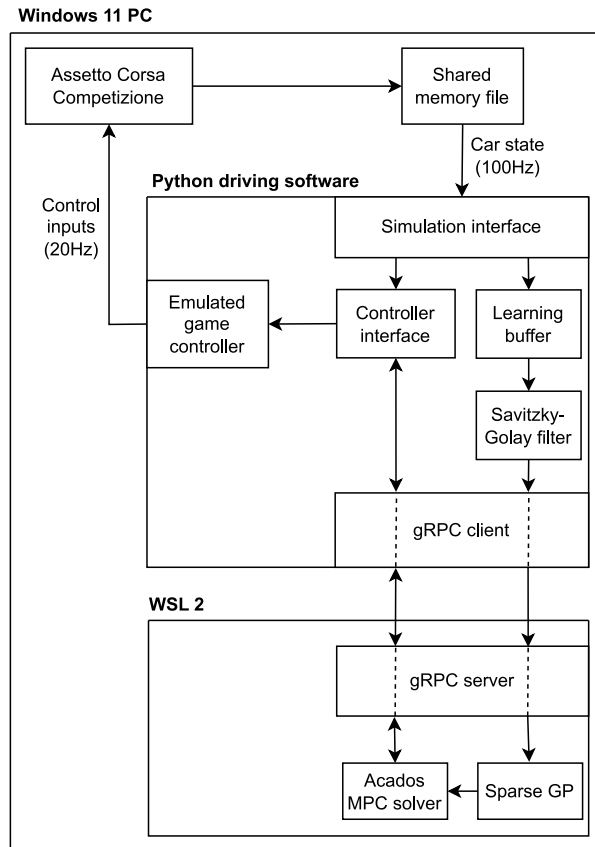 Windows 11 PC
Assetto Corsa
Competizione
Shared
memory file
Car state
(100Hz)
Python driving software
Control
inputs
(20Hz)
Simulation interface
Emulated
game
controller
Controller
interface
Learning
buffer
Savitzky-
Golay filter
gRPC client
WSL 2
gRPC server
Acados
MPC solver
Sparse GP